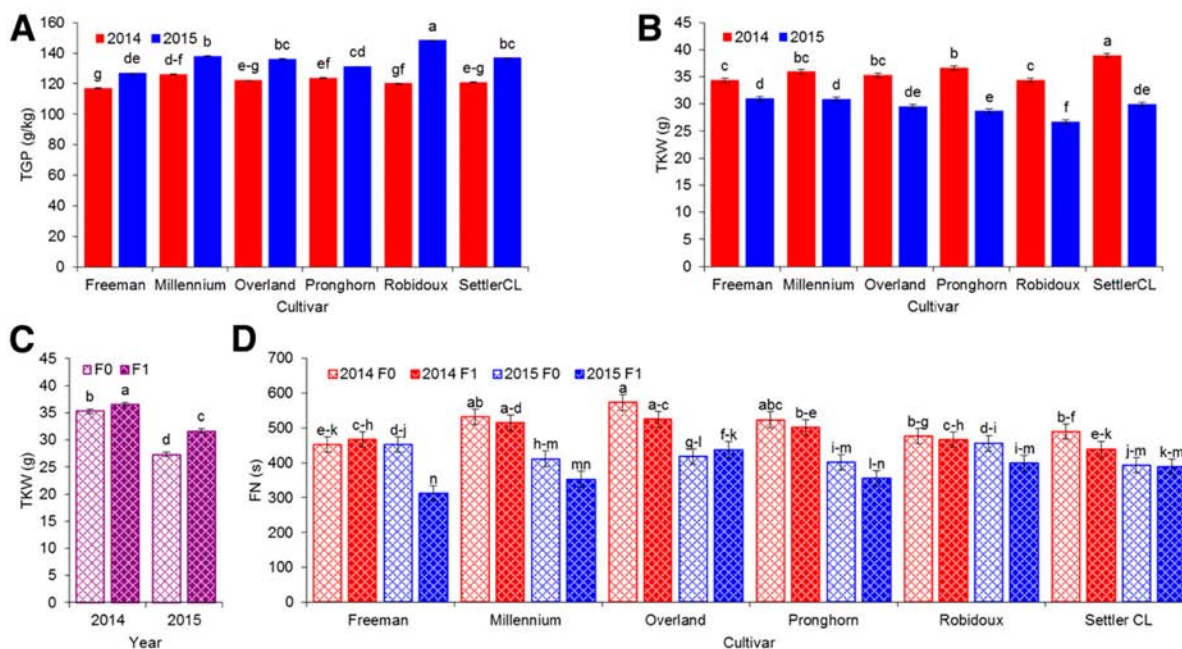 A
TGP (g/kg)
160
140
120
100
80
60
40
20
0
2014 2015
g de d-f b e-g bc ef cd gf a e-g bc
Freeman Millennium Overland Pronghorn Robidoux SettlerCL
Cultivar
B
TKW (g)
45
40
35
30
25
20
15
10
5
0
2014 2015
c d bc d bc de b e c f a de
Freeman Millennium Overland Pronghorn Robidoux SettlerCL
Cultivar
C
TKW (g)
45
40
35
30
25
20
15
10
5
0
F0 F1
b a d c
2014 2015
Year
D
FN (s)
700
600
500
400
300
200
100
0
2014 F0 2014 F1 2015 F0 2015 F1
e-k c-h d-j n ab a-d h-m mn a a-c g-l f-k abc b-e i-m l-n b-g c-h d-i i-m b-f e-k j-m k-m
Freeman Millennium Overland Pronghorn Robidoux Settler CL
Cultivar